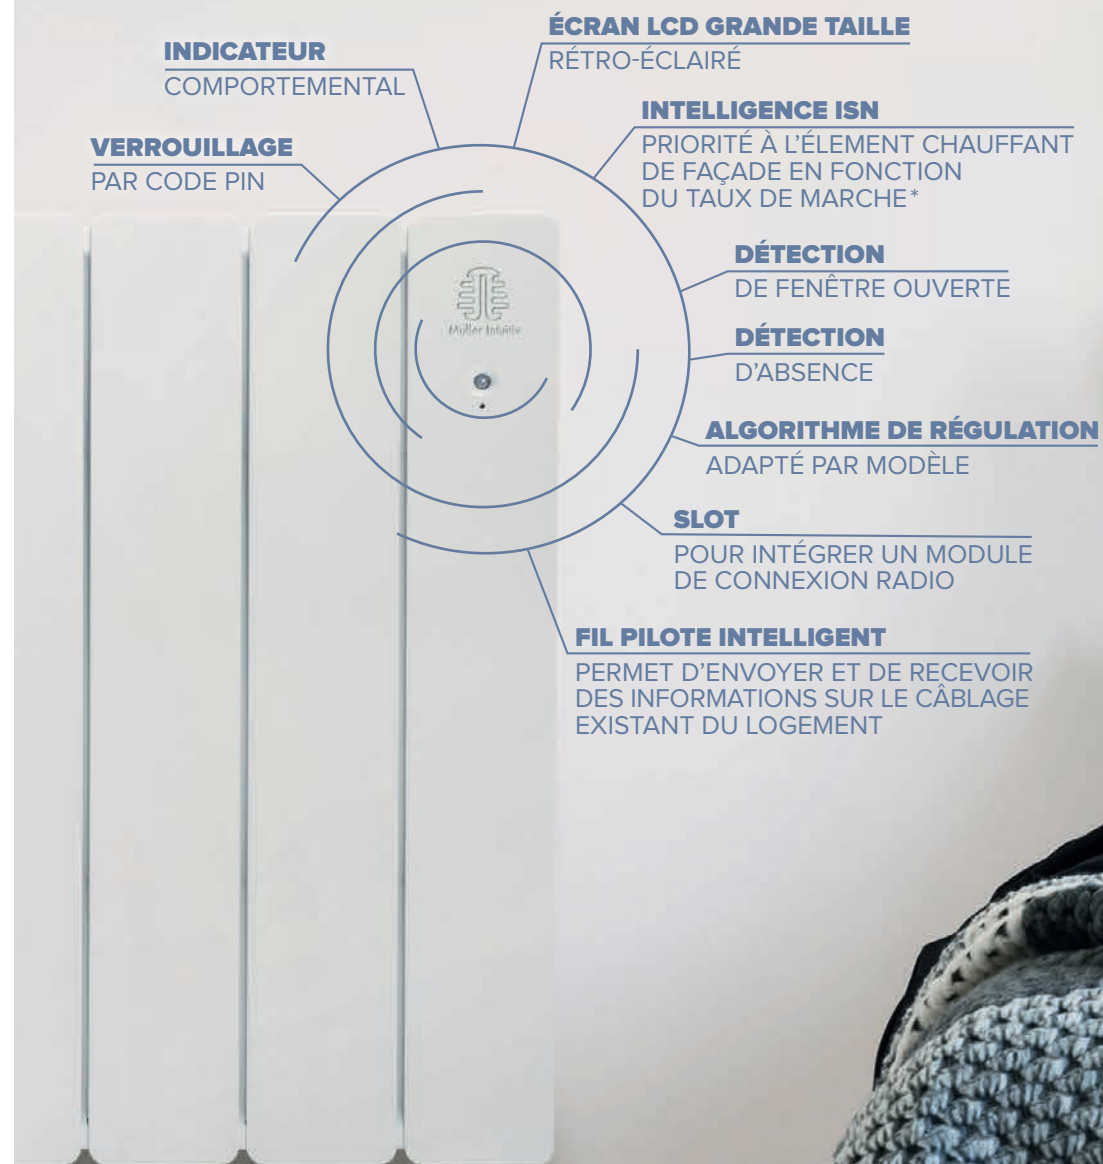 ÉCRAN LCD GRANDE TAILLE
RÉTRO-ÉCLAIRÉ
INDICATEUR
COMPORTEMENTAL
INTELLIGENCE ISN
PRIORITÉ À L'ÉLEMENT CHAUFFANT
DE FAÇADE EN FONCTION
DU TAUX DE MARCHE*
VERROUILLAGE
PAR CODE PIN
DÉTECTION
DE FENÊTRE OUVERTE
Muller Intuitiv
DÉTECTION
D'ABSENCE
ALGORITHME DE RÉGULATION
ADAPTÉ PAR MODÈLE
SLOT
POUR INTÉGRER UN MODULE
DE CONNEXION RADIO
FIL PILOTE INTELLIGENT
PERMET D'ENVOYER ET DE RECEVOIR
DES INFORMATIONS SUR LE CÂBLAGE
EXISTANT DU LOGEMENT